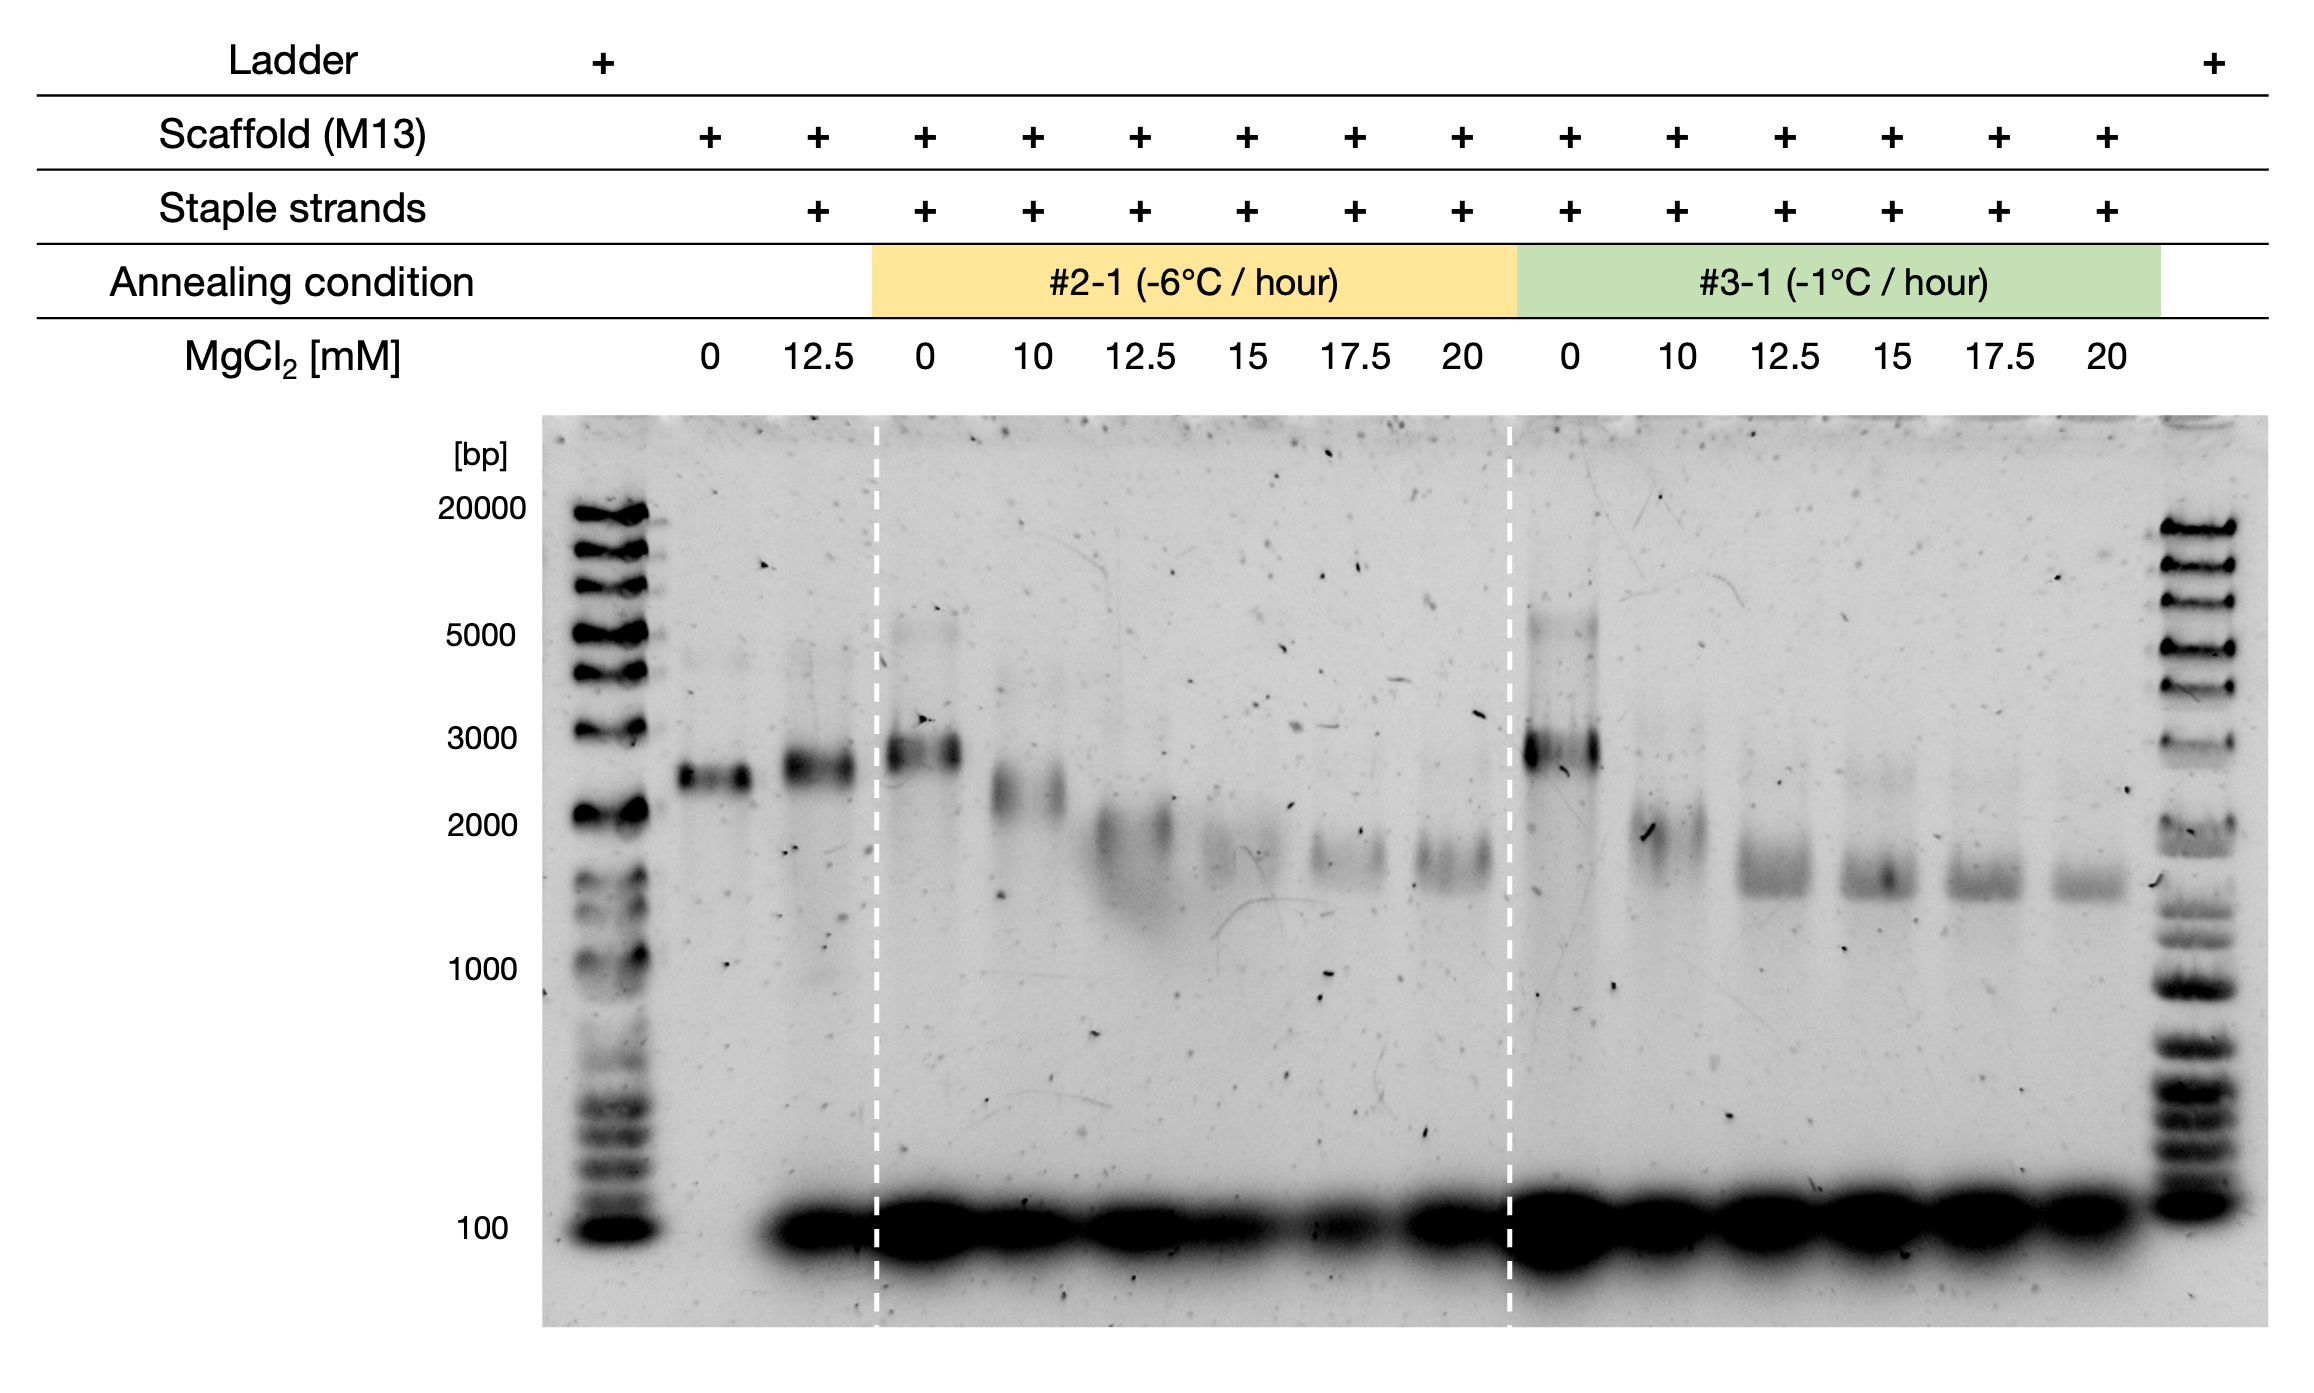 Ladder + +
Scaffold (M13) + + + + + + + + + + + + + +
Staple strands + + + + + + + + + + + + +
Annealing condition #2-1 (-6°C / hour) #3-1 (-1°C / hour)
MgCl₂ [mM] 0 12.5 0 10 12.5 15 17.5 20 0 10 12.5 15 17.5 20
[bp]
20000
5000
3000
2000
1000
100